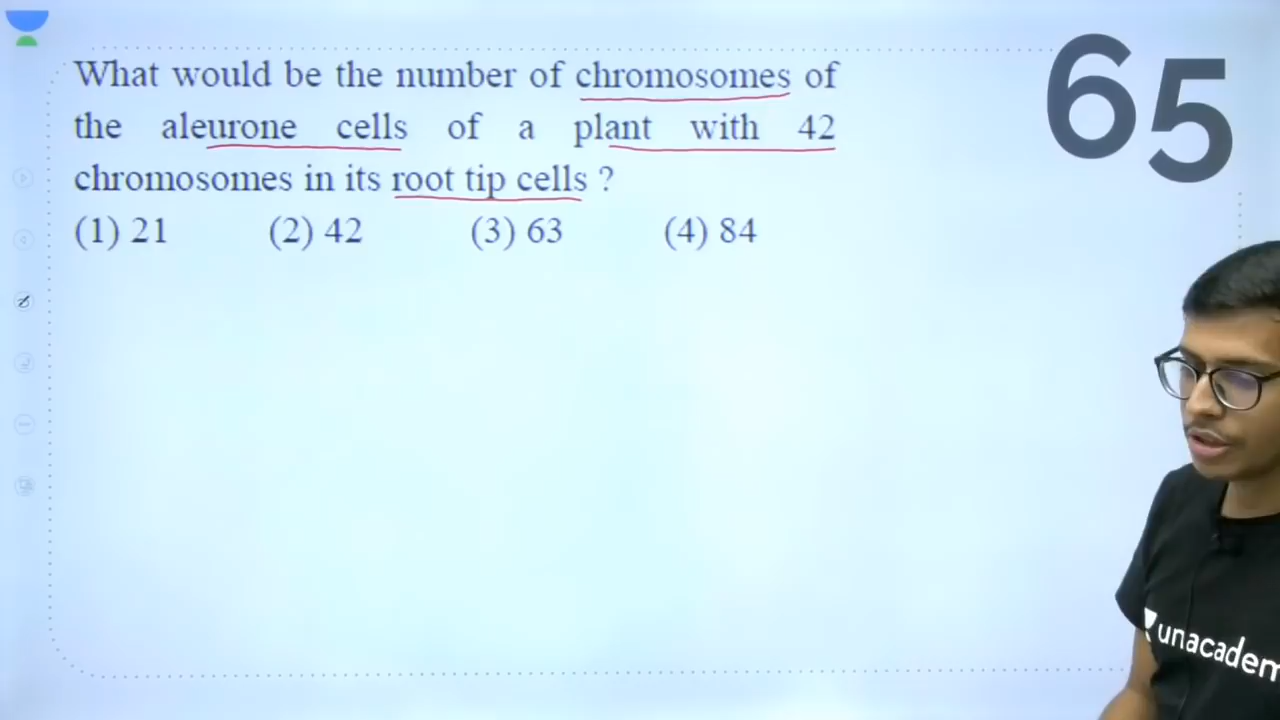 65
What would be the number of chromosomes of
the aleurone cells of a plant with 42
chromosomes in its root tip cells ?
(1) 21 (2) 42 (3) 63 (4) 84
unacadem